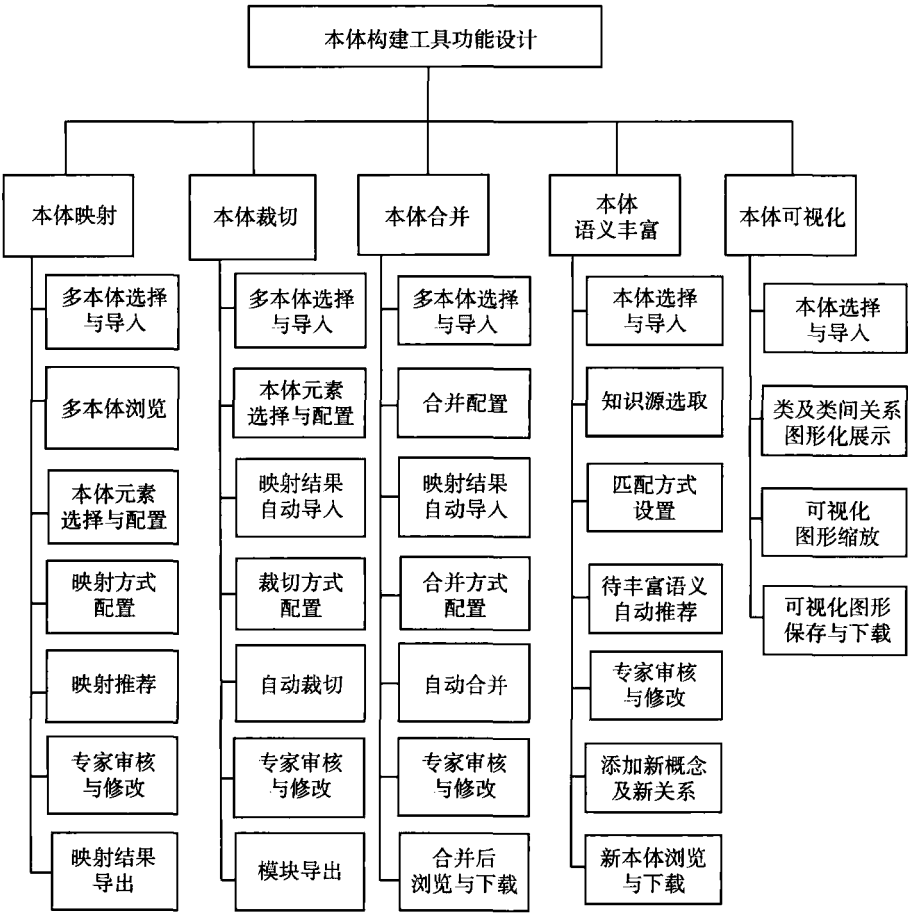 本体构建工具功能设计
本体映射
多本体选择
与导入
多本体浏览
本体元素
选择与配置
映射方式
配置
映射推荐
专家审核
与修改
映射结果
导出
本体裁切
多本体选择
与导入
本体元素
选择与配置
映射结果
自动导入
裁切方式
配置
自动裁切
专家审核
与修改
模块导出
本体合并
多本体选择
与导入
合并配置
映射结果
自动导入
合并方式
配置
自动合并
专家审核
与修改
合并后
浏览与下载
本体
语义丰富
本体选择
与导入
知识源选取
匹配方式
设置
待丰富语义
自动推荐
专家审核
与修改
添加新概念
及新关系
新本体浏览
与下载
本体可视化
本体选择
与导入
类及类间关系
图形化展示
可视化
图形缩放
可视化图形
保存与下载